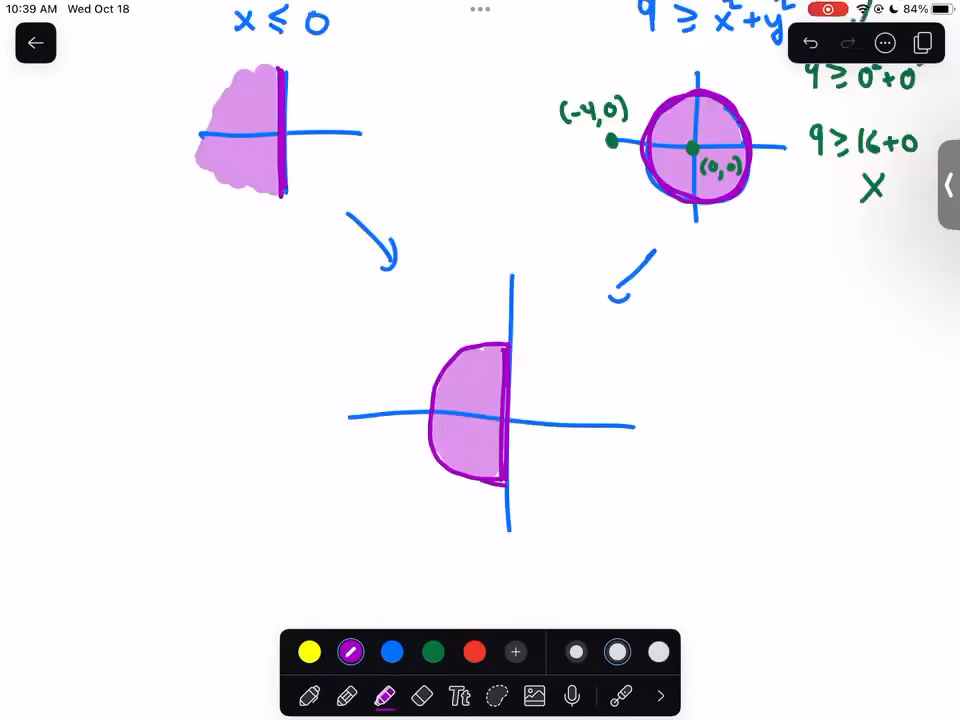 10:39 AM Wed Oct 18
84%
x ≤ 0
9 ≥ x²+y²
9 ≥ 0²+0²
(-4,0)
9 ≥ 16+0
(0,0)
X
Tt